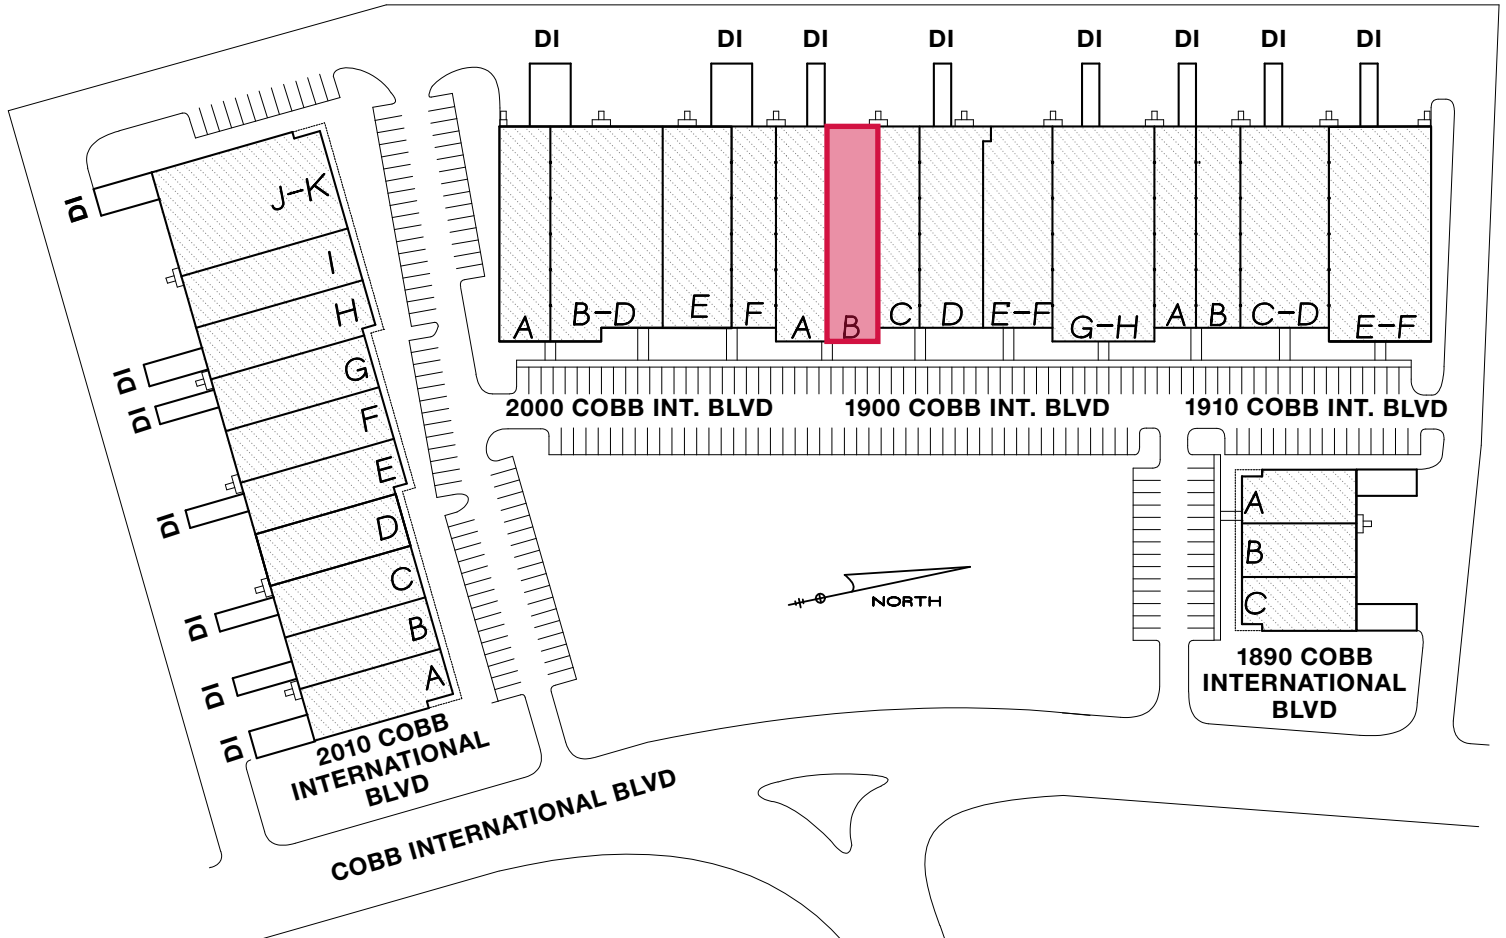 DI
DI
DI
DI
DI
DI
DI
DI
A
B-D
E
F
A
B
C
D
E-F
G-H
A
B
C-D
E-F
2000 COBB INT. BLVD
1900 COBB INT. BLVD
1910 COBB INT. BLVD
J-K
I
H
G
F
E
D
C
B
A
DI
DI
DI
DI
DI
DI
DI
2010 COBB
INTERNATIONAL
BLVD
A
B
C
1890 COBB
INTERNATIONAL
BLVD
NORTH
COBB INTERNATIONAL BLVD